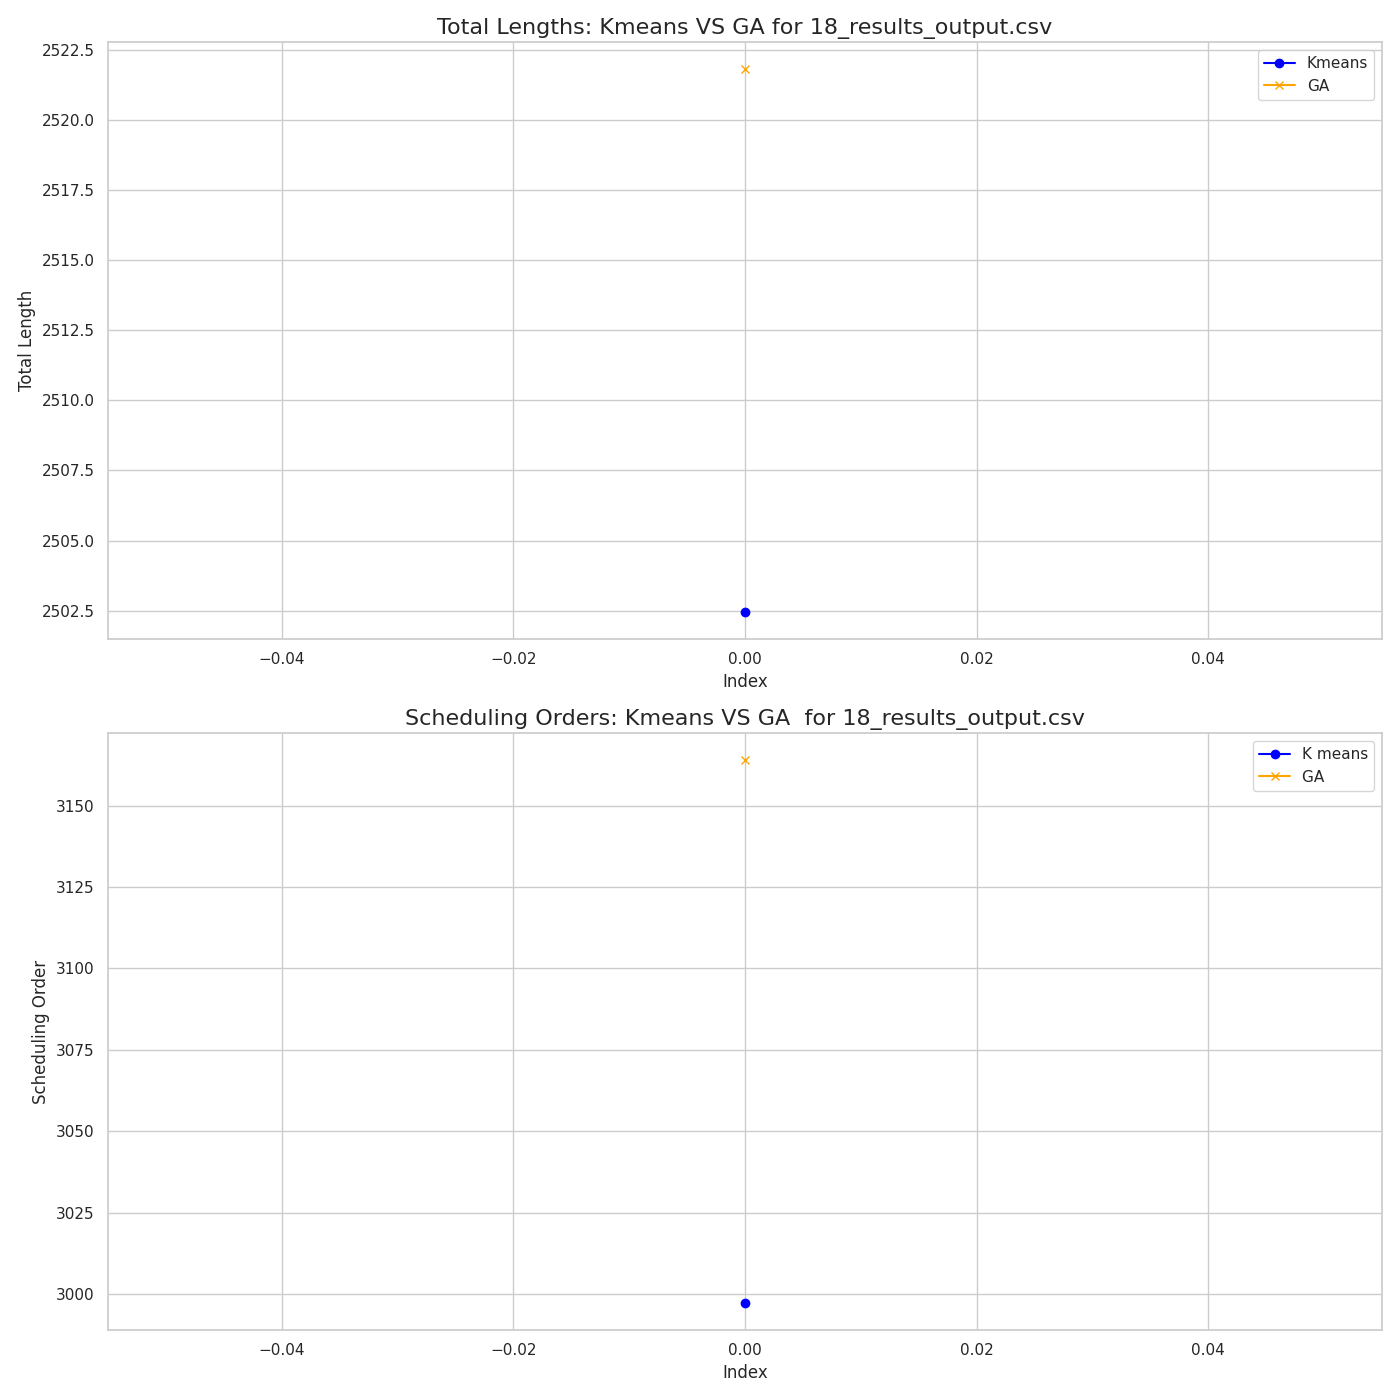 Total Lengths: Kmeans VS GA for 18_results_output.csv
2522.5
2520.0
2517.5
2515.0
2512.5
2510.0
2507.5
2505.0
2502.5
Total Length
Kmeans
GA
−0.04 −0.02 0.00 0.02 0.04
Index
Scheduling Orders: Kmeans VS GA  for 18_results_output.csv
3150
3125
3100
3075
3050
3025
3000
Scheduling Order
K means
GA
−0.04 −0.02 0.00 0.02 0.04
Index